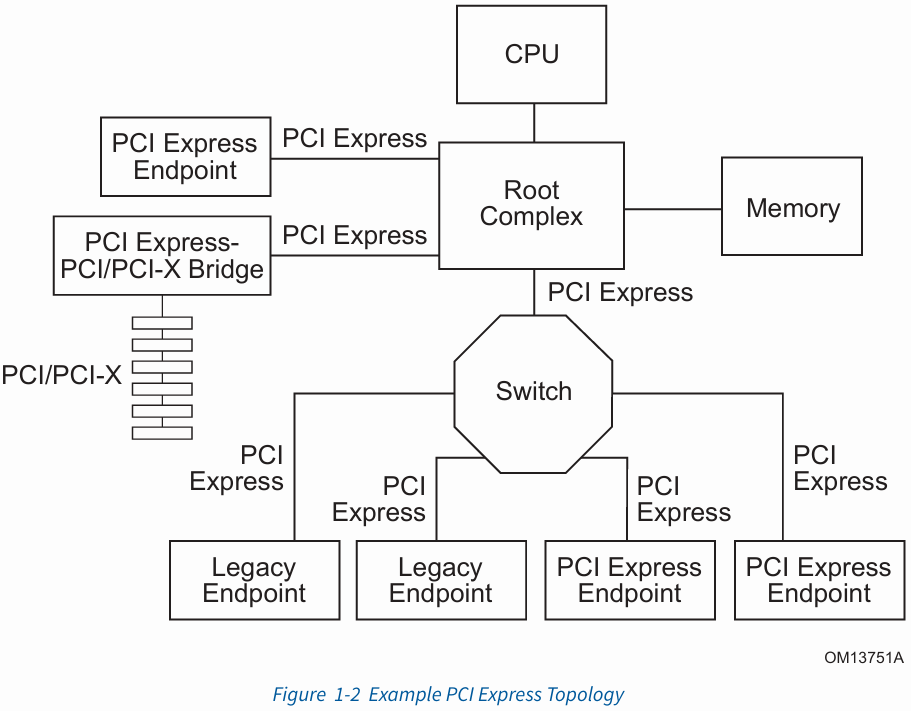 CPU
PCI Express
Endpoint
PCI Express
Root
Complex
Memory
PCI Express-
PCI/PCI-X Bridge
PCI Express
PCI Express
PCI/PCI-X
Switch
PCI
Express
PCI
Express
PCI
Express
PCI
Express
Legacy
Endpoint
Legacy
Endpoint
PCI Express
Endpoint
PCI Express
Endpoint
OM13751A
Figure 1-2 Example PCI Express Topology